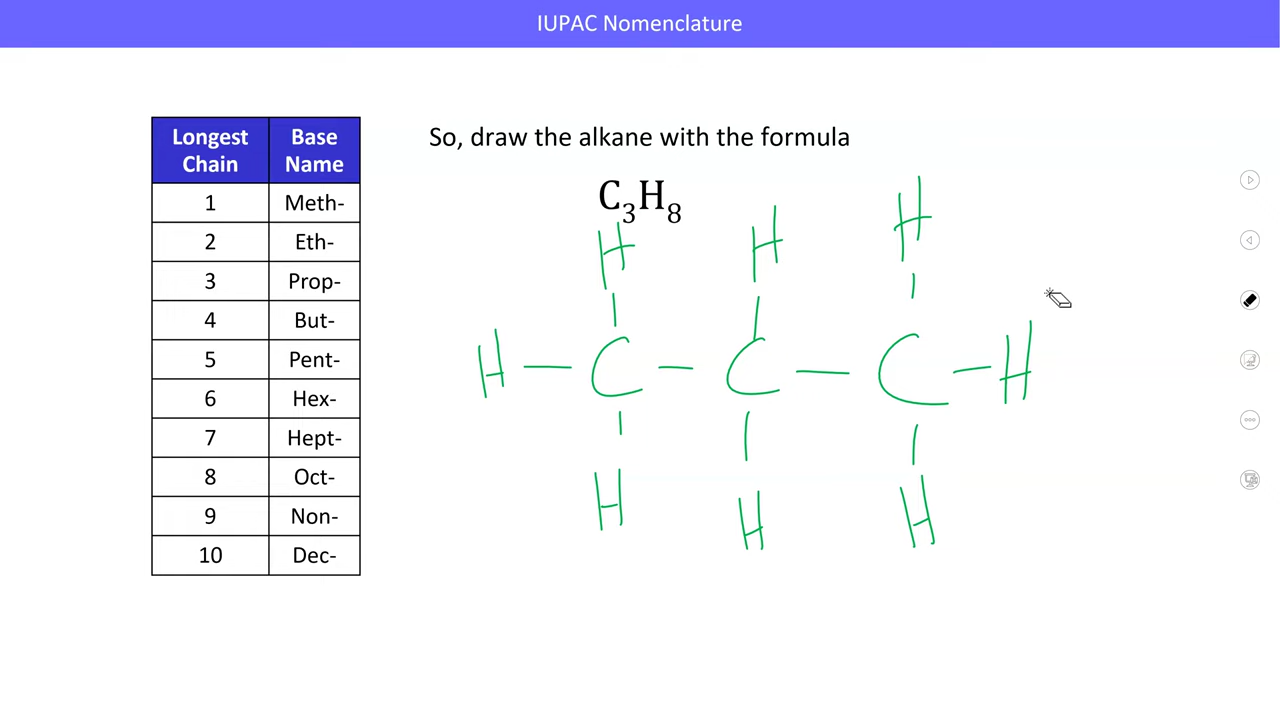 IUPAC Nomenclature
Longest Chain Base Name
1 Meth-
2 Eth-
3 Prop-
4 But-
5 Pent-
6 Hex-
7 Hept-
8 Oct-
9 Non-
10 Dec-
So, draw the alkane with the formula
C₃H₈
H H H
H — C — C — C — H
H H H